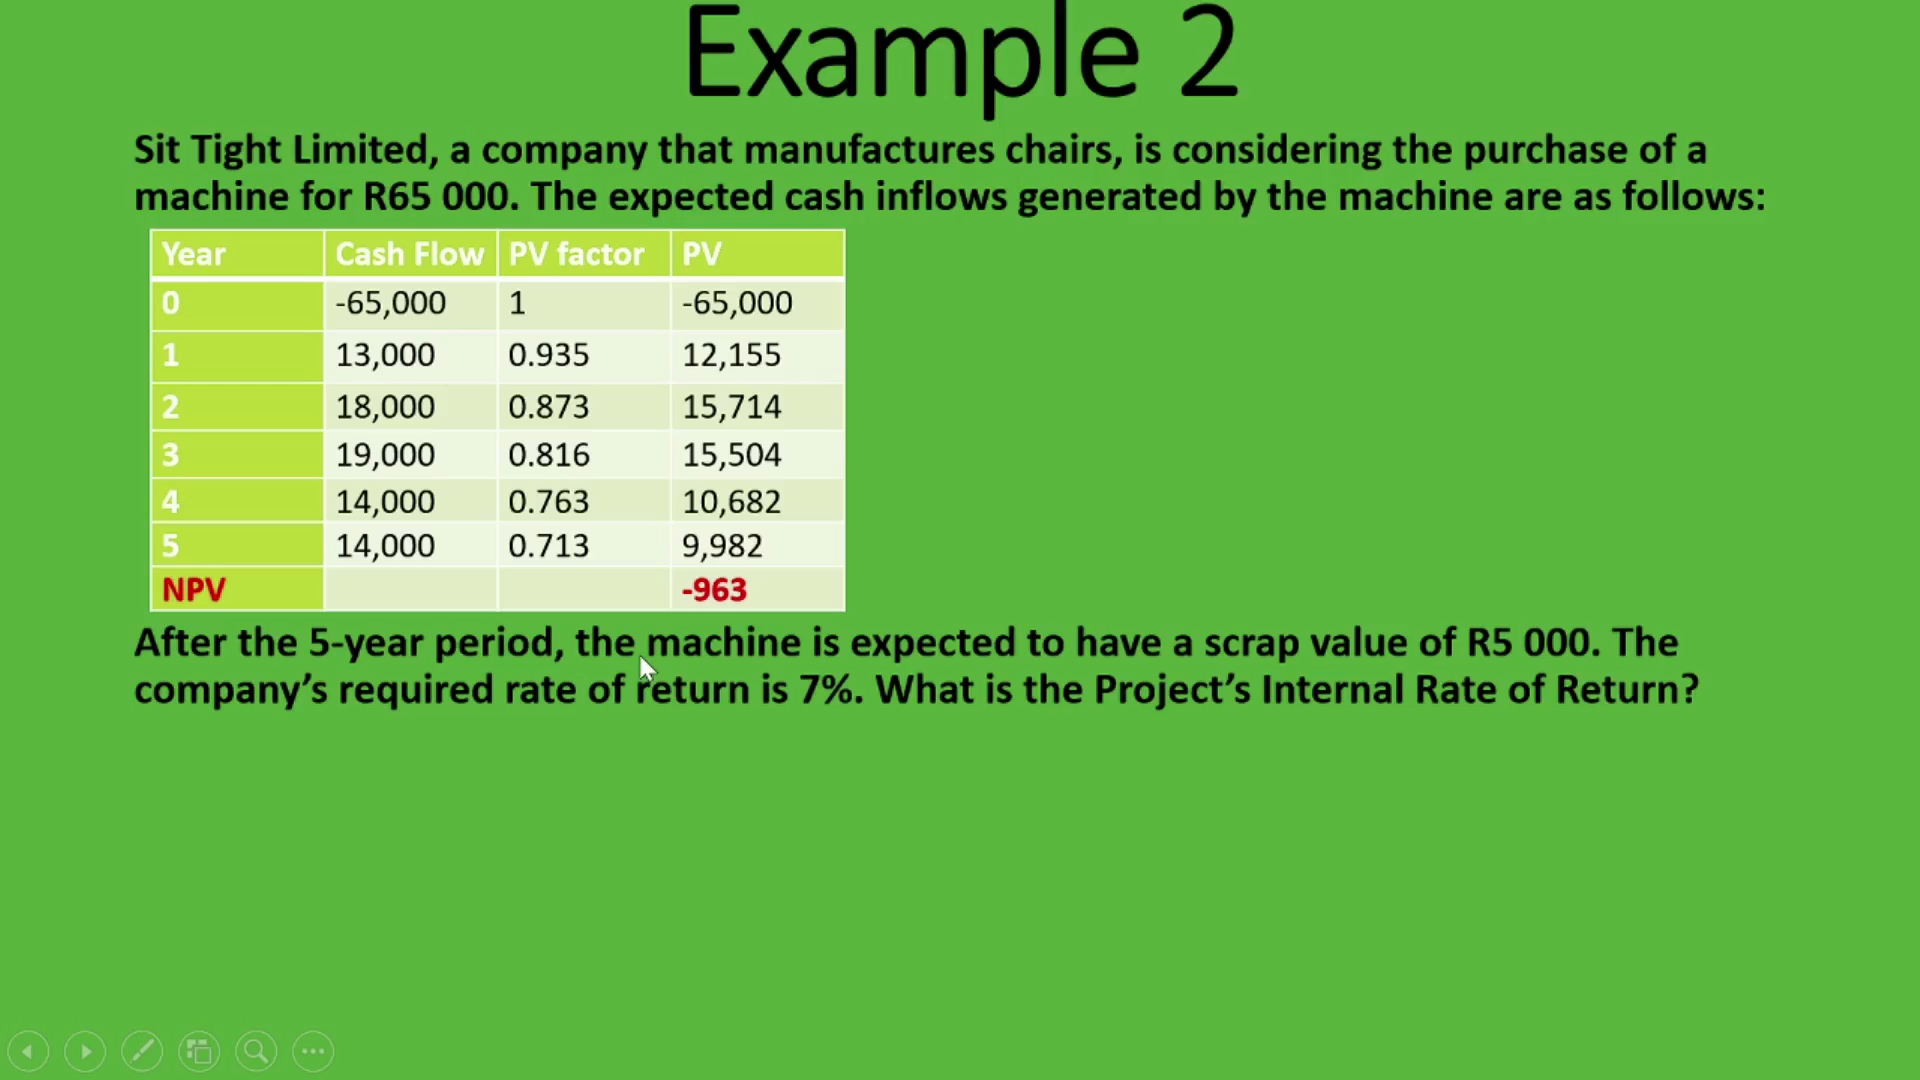 Example 2
Sit Tight Limited, a company that manufactures chairs, is considering the purchase of a
machine for R65 000. The expected cash inflows generated by the machine are as follows:
Year Cash Flow PV factor PV
0 -65,000 1 -65,000
1 13,000 0.935 12,155
2 18,000 0.873 15,714
3 19,000 0.816 15,504
4 14,000 0.763 10,682
5 14,000 0.713 9,982
NPV -963
After the 5-year period, the machine is expected to have a scrap value of R5 000. The
company’s required rate of return is 7%. What is the Project’s Internal Rate of Return?